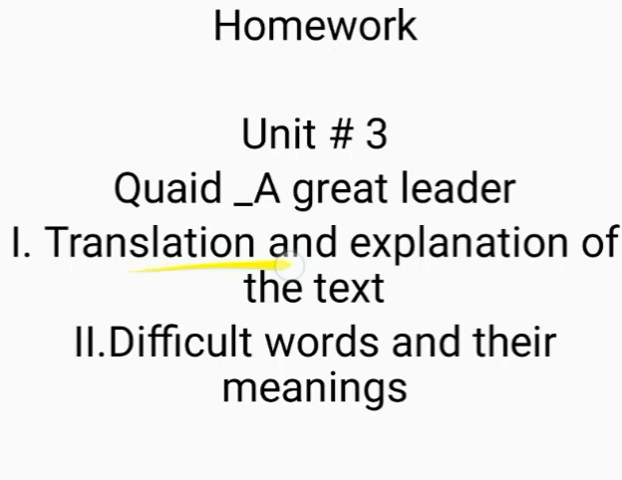 Homework
Unit # 3
Quaid _A great leader
I. Translation and explanation of
the text
II.Difficult words and their
meanings